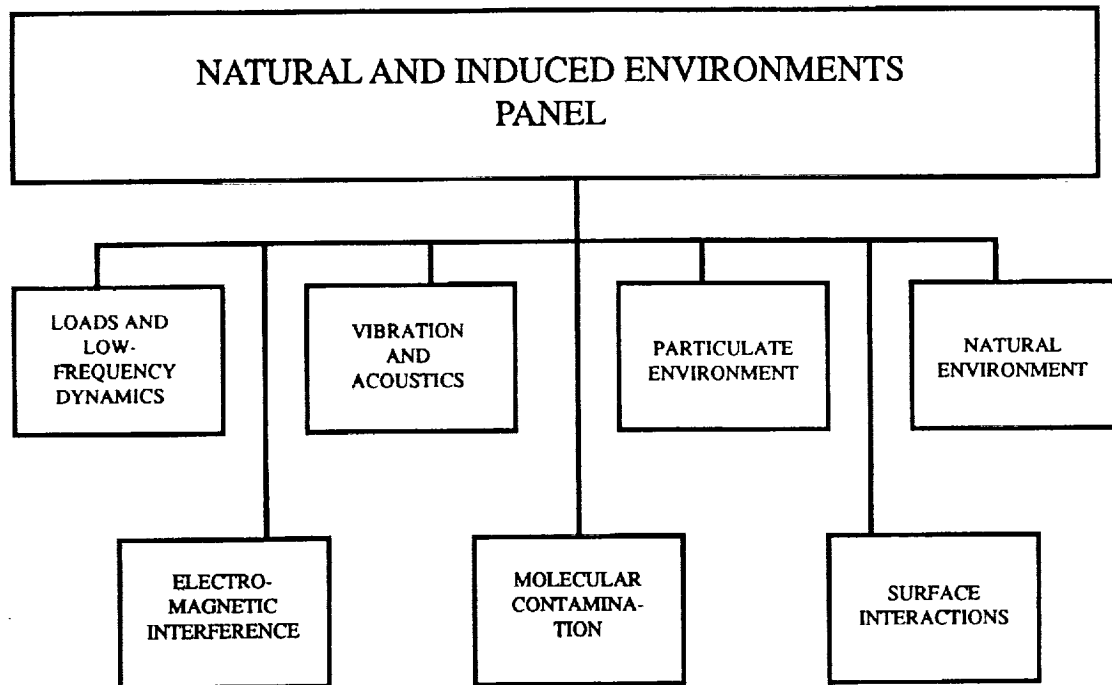 NATURAL AND INDUCED ENVIRONMENTS
PANEL
LOADS AND
LOW-
FREQUENCY
DYNAMICS
VIBRATION
AND
ACOUSTICS
PARTICULATE
ENVIRONMENT
NATURAL
ENVIRONMENT
ELECTRO-
MAGNETIC
INTERFERENCE
MOLECULAR
CONTAMINA-
TION
SURFACE
INTERACTIONS